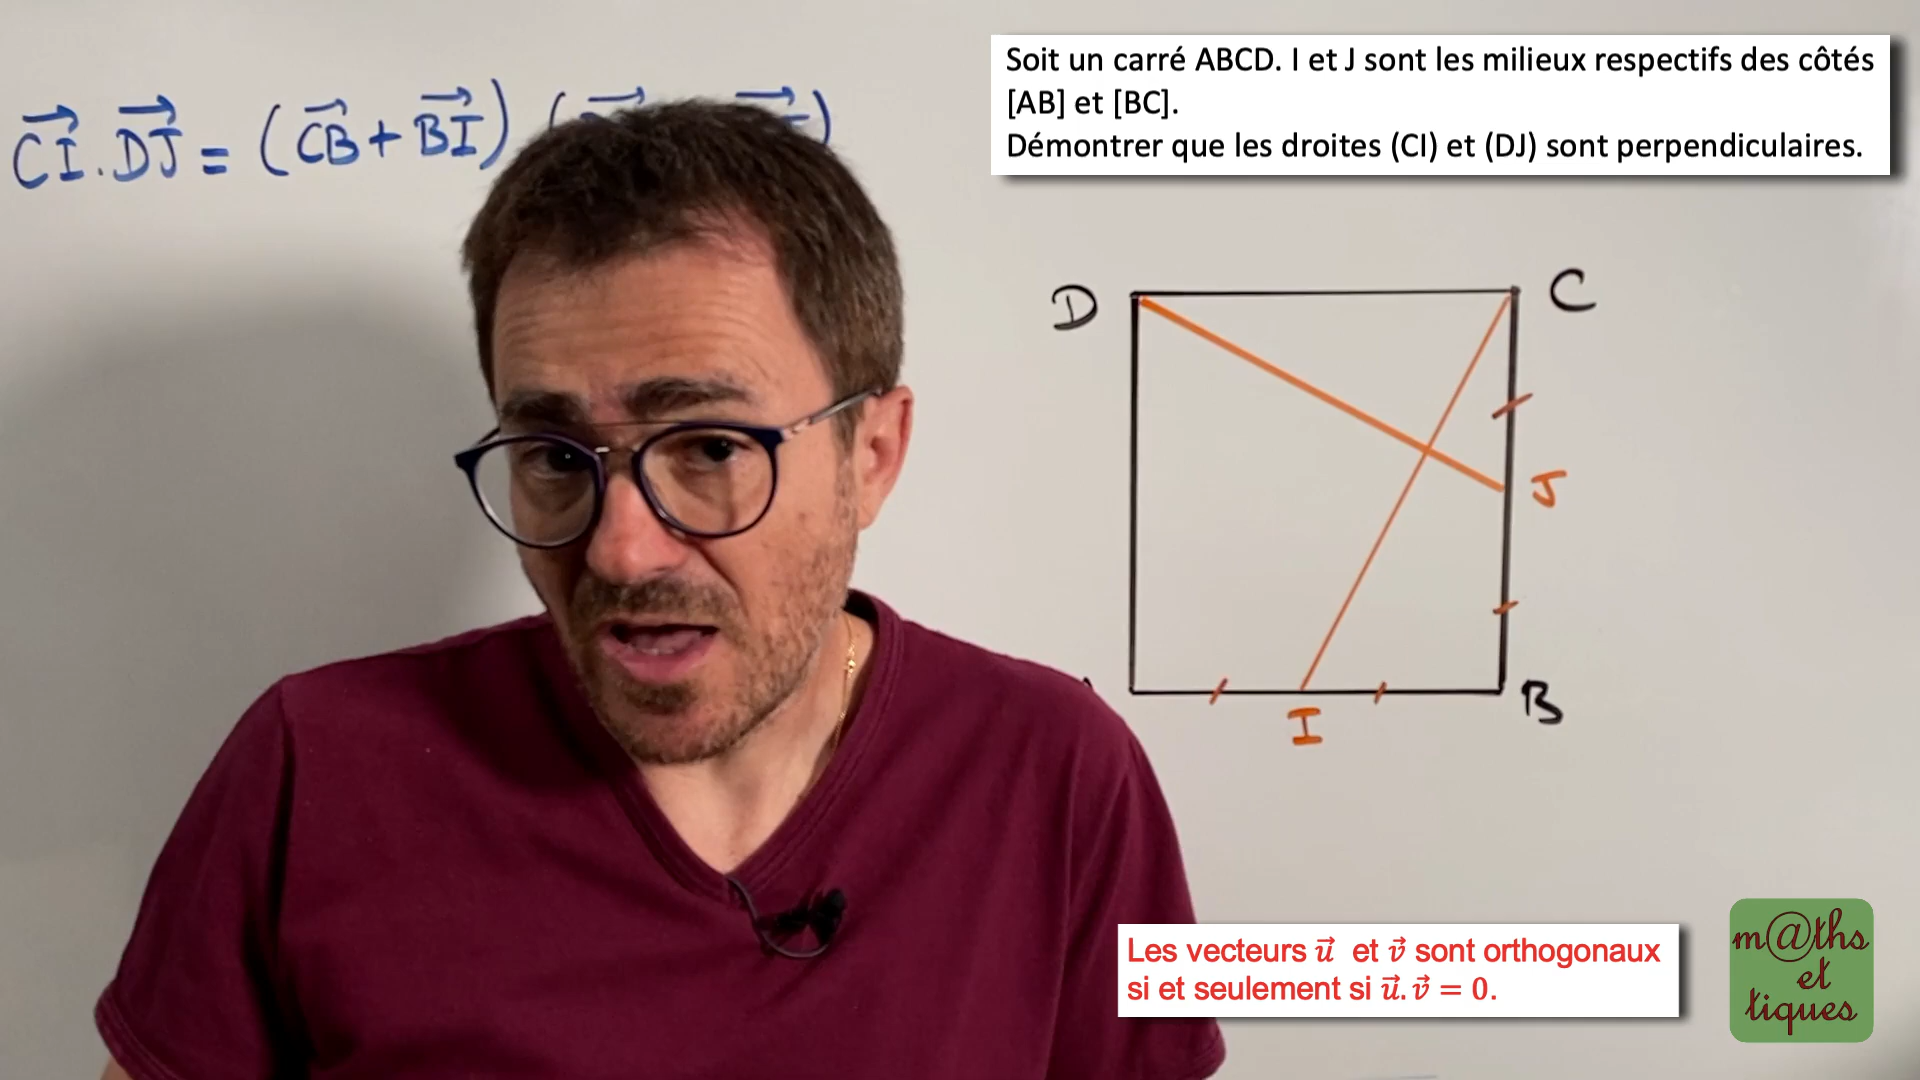 Soit un carré ABCD. I et J sont les milieux respectifs des côtés
[AB] et [BC].
Démontrer que les droites (CI) et (DJ) sont perpendiculaires.
CI⃗ . DJ⃗ = (CB⃗ + BI⃗) (
D
C
J
I
B
Les vecteurs u⃗ et v⃗ sont orthogonaux
si et seulement si u⃗. v⃗ = 0.
m@ths
et
tiques